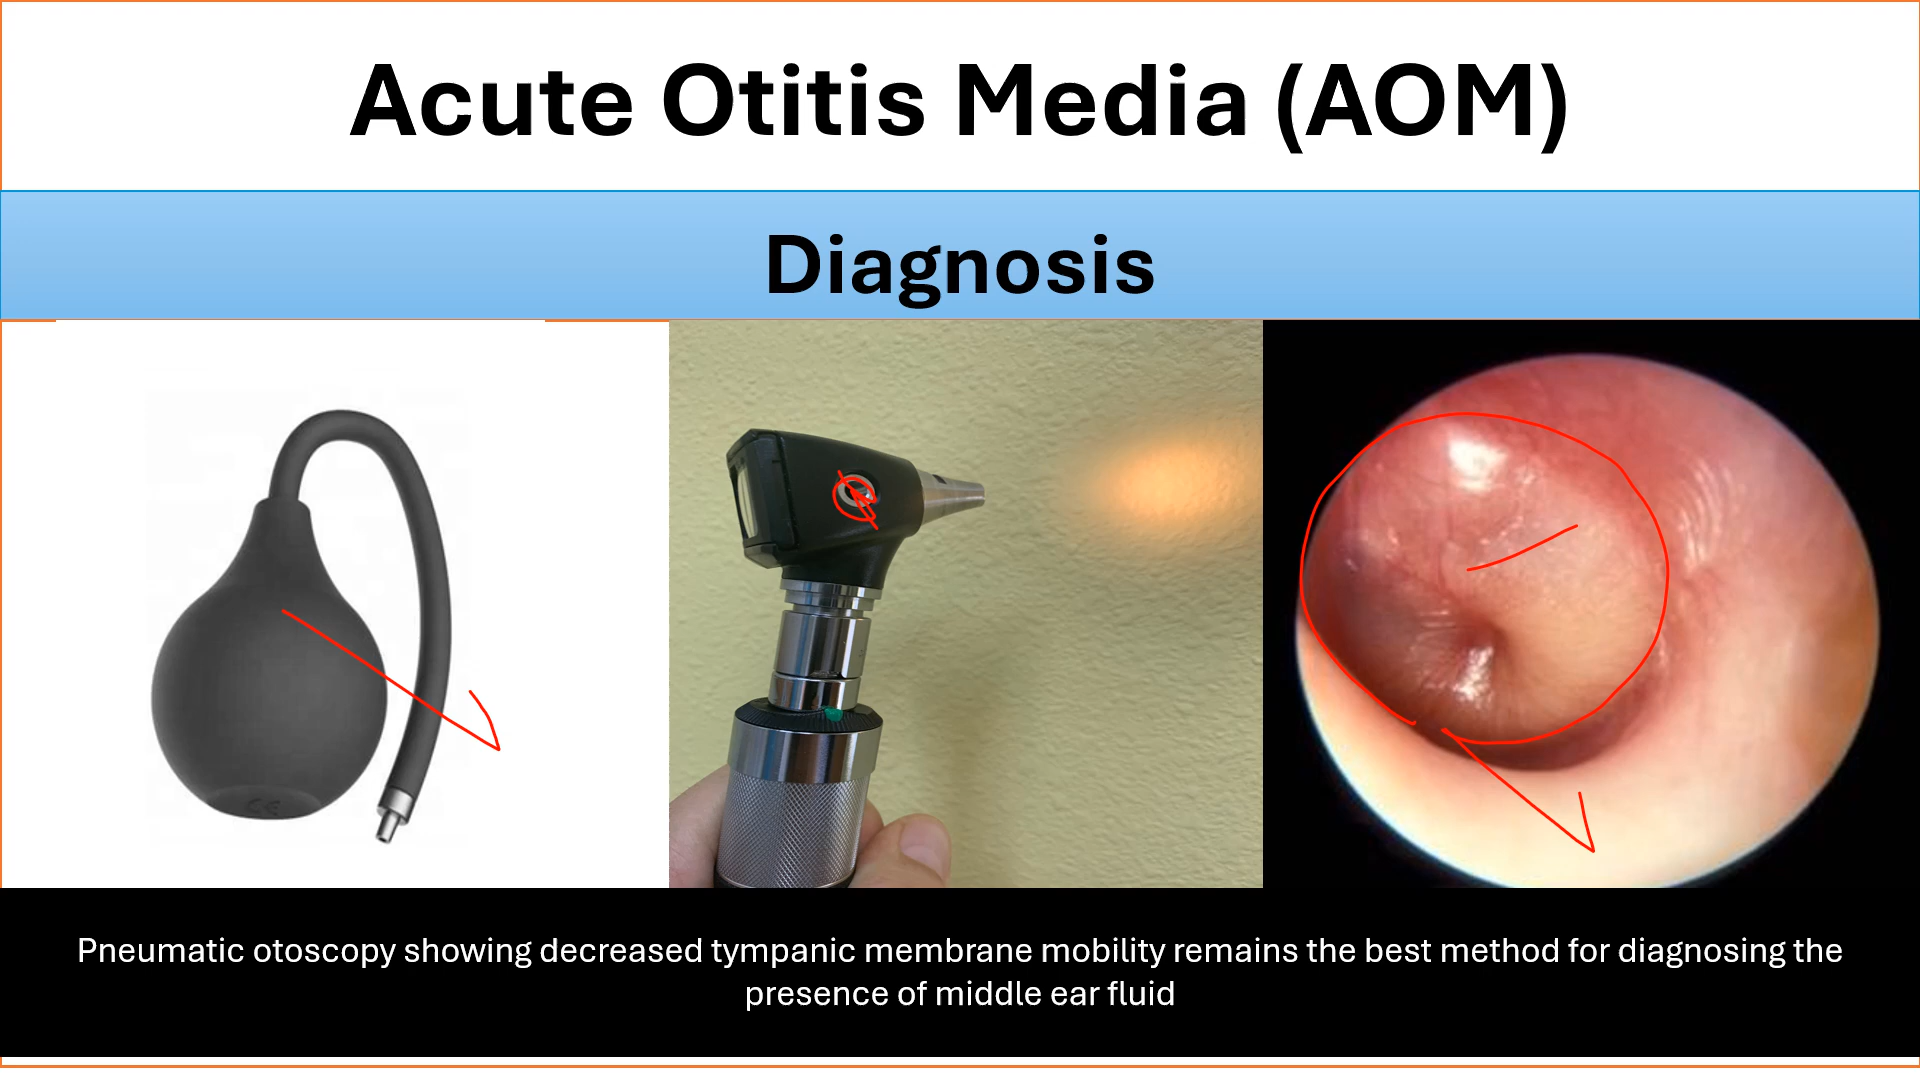 Acute Otitis Media (AOM)
Diagnosis
CE
Pneumatic otoscopy showing decreased tympanic membrane mobility remains the best method for diagnosing the
presence of middle ear fluid